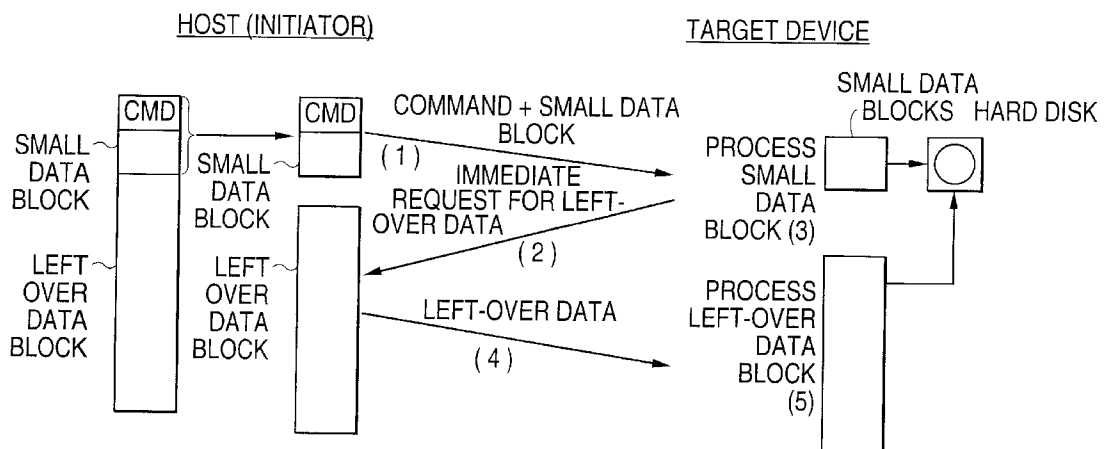 HOST (INITIATOR)
TARGET DEVICE
CMD
SMALL
DATA
BLOCK
LEFT
OVER
DATA
BLOCK
CMD
SMALL
DATA
BLOCK
LEFT
OVER
DATA
BLOCK
COMMAND + SMALL DATA
BLOCK
(1)
IMMEDIATE
REQUEST FOR LEFT-
OVER DATA
(2)
LEFT-OVER DATA
(4)
SMALL DATA
BLOCKS
HARD DISK
PROCESS
SMALL
DATA
BLOCK (3)
PROCESS
LEFT-OVER
DATA
BLOCK
(5)